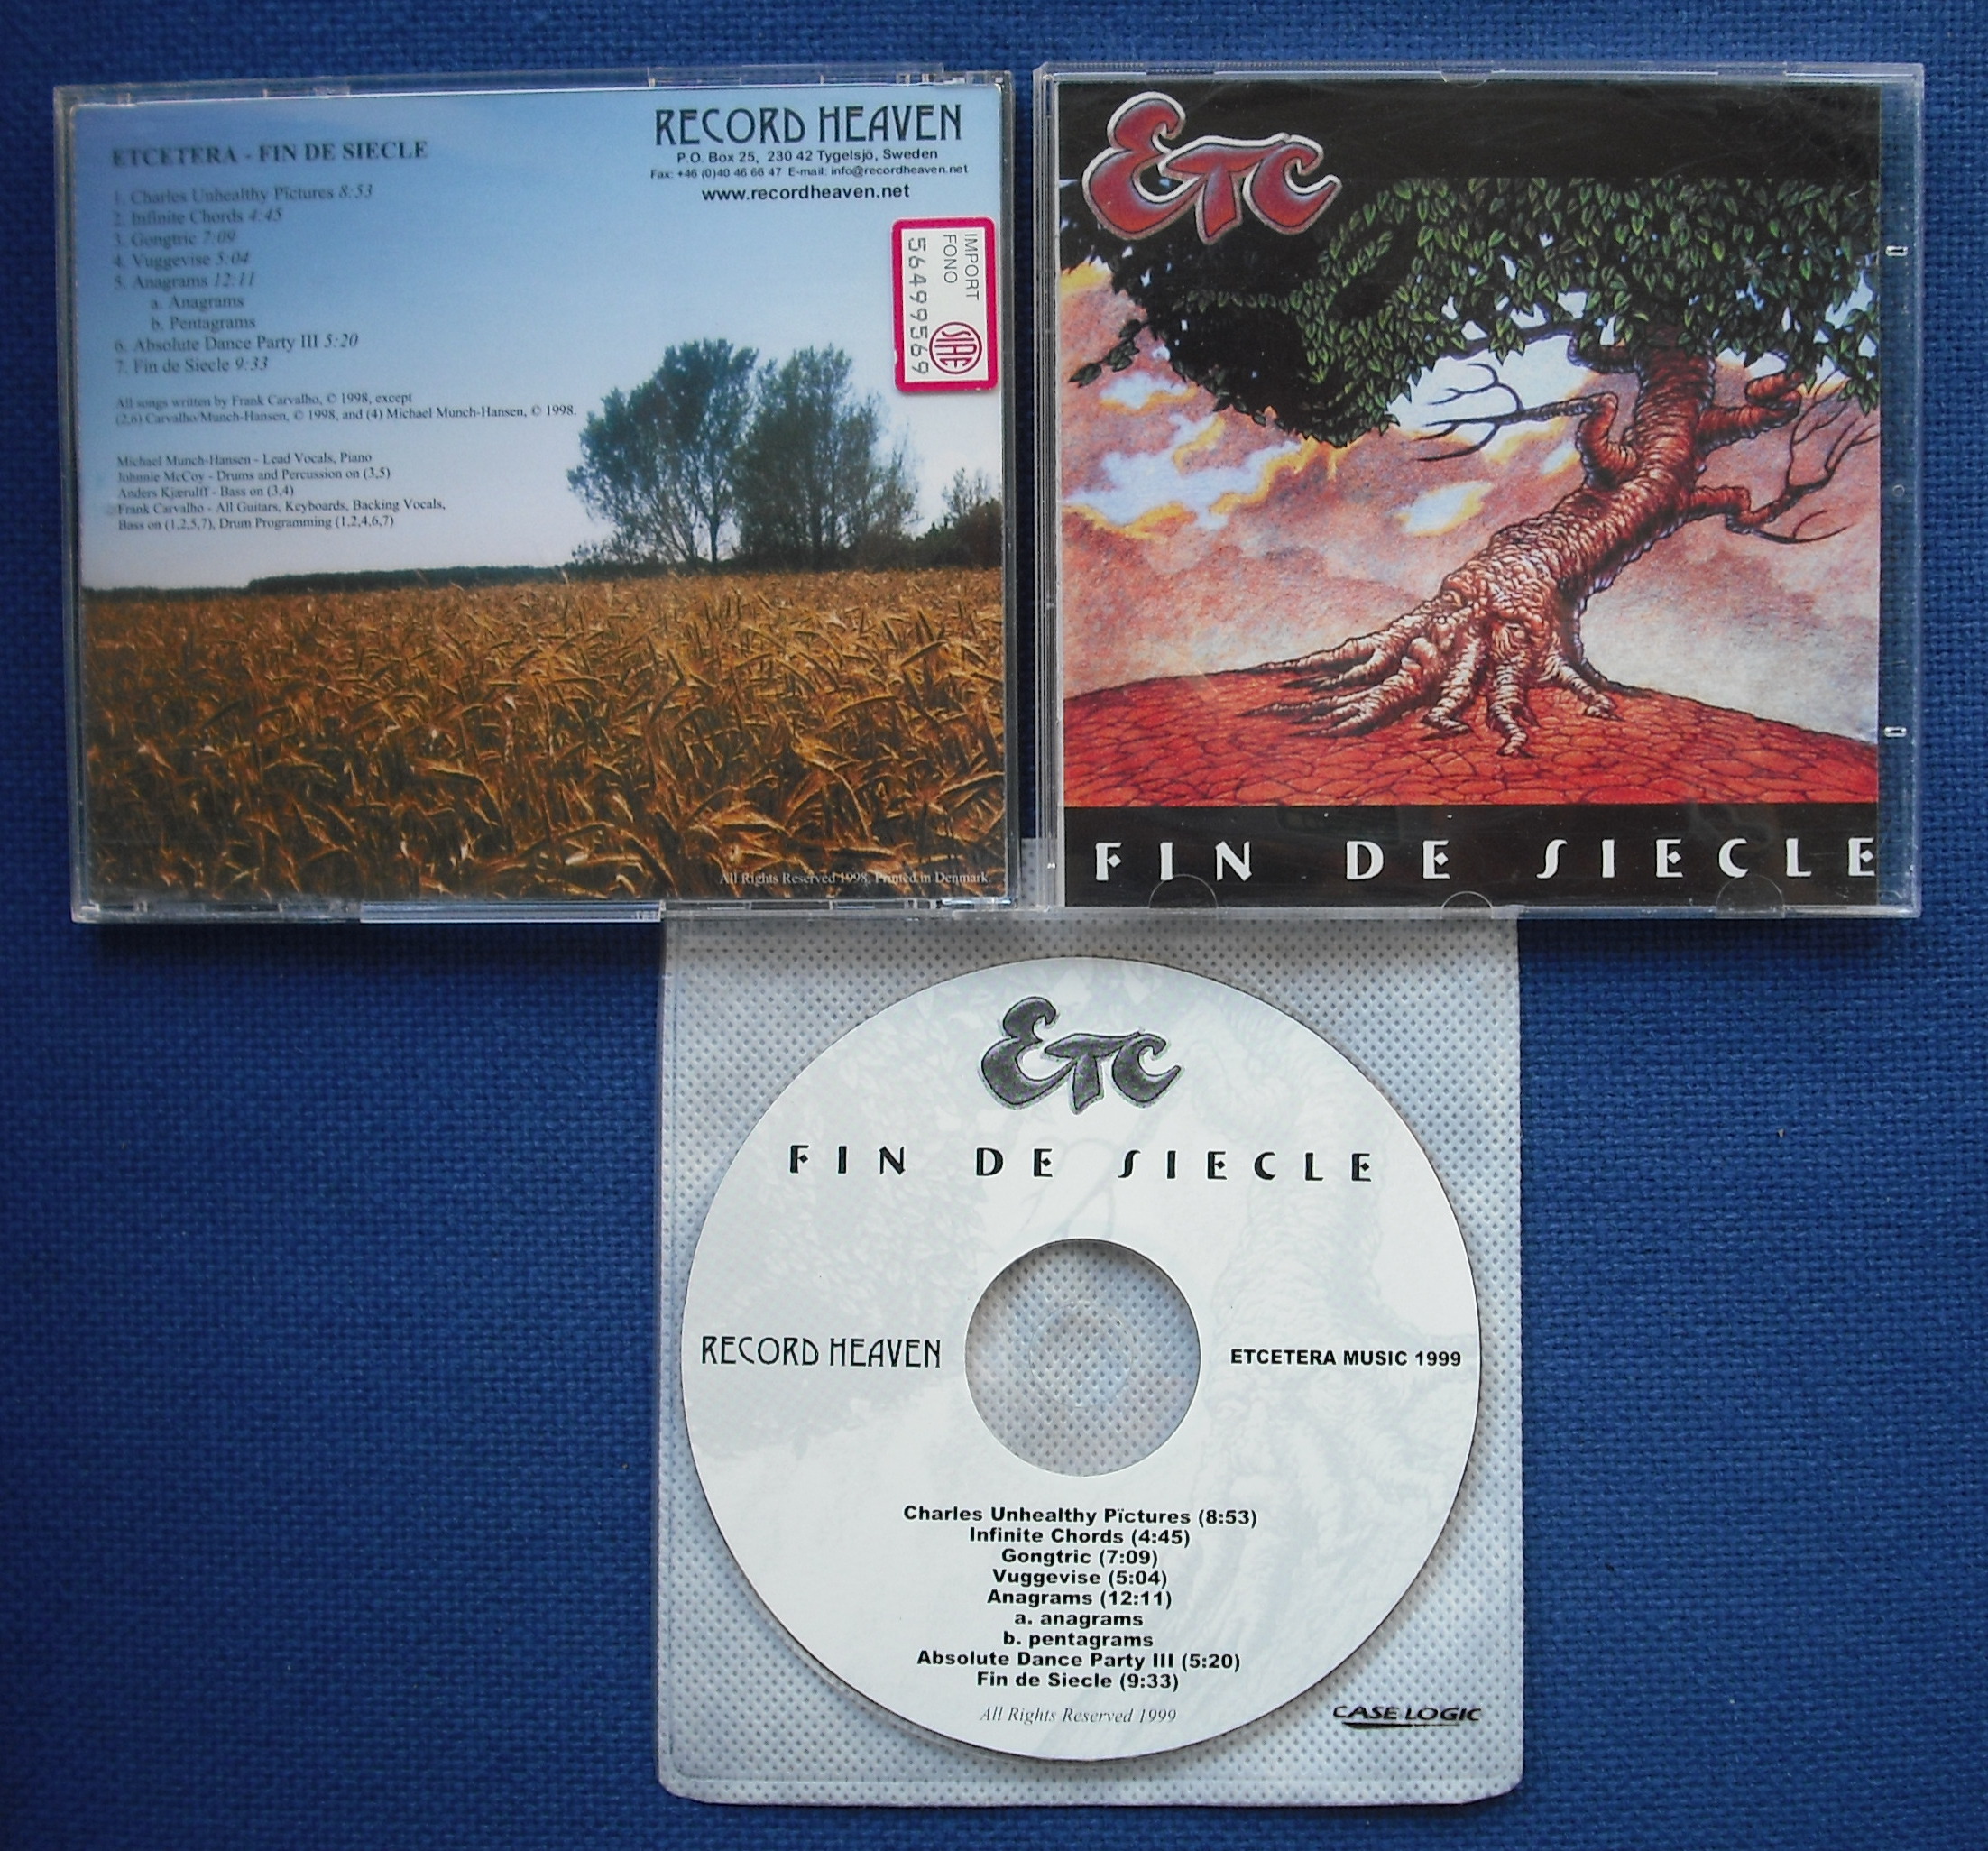 ETCETERA - FIN DE SIECLE
1. Charles Unhealthy Pïctures 8:53
2. Infinite Chords 4:45
3. Gongtric 7:09
4. Vuggevise 5:04
5. Anagrams 12:11
a. Anagrams
b. Pentagrams
6. Absolute Dance Party III 5:20
7. Fin de Siecle 9:33
All songs written by Frank Carvalho, © 1998, except
(2,6) Carvalho/Munch-Hansen, © 1998, and (4) Michael Munch-Hansen, © 1998.
Michael Munch-Hansen - Lead Vocals, Piano
Johnnie McCoy - Drums and Percussion on (3,5)
Anders Kjærulff - Bass on (3,4)
Frank Carvalho - All Guitars, Keyboards, Backing Vocals,
Bass on (1,2,5,7), Drum Programming (1,2,4,6,7)
RECORD HEAVEN
P.O. Box 25, 230 42 Tygelsjö, Sweden
Fax: +46 (0)40 46 66 47 E-mail: info@recordheaven.net
www.recordheaven.net
IMPORT
FONO
56499569
SIAE
All Rights Reserved 1998. Printed in Denmark.
ETC
FIN DE SIECLE
ETC
FIN DE SIECLE
RECORD HEAVEN
ETCETERA MUSIC 1999
Charles Unhealthy Pïctures (8:53)
Infinite Chords (4:45)
Gongtric (7:09)
Vuggevise (5:04)
Anagrams (12:11)
a. anagrams
b. pentagrams
Absolute Dance Party III (5:20)
Fin de Siecle (9:33)
All Rights Reserved 1999
CASE LOGIC